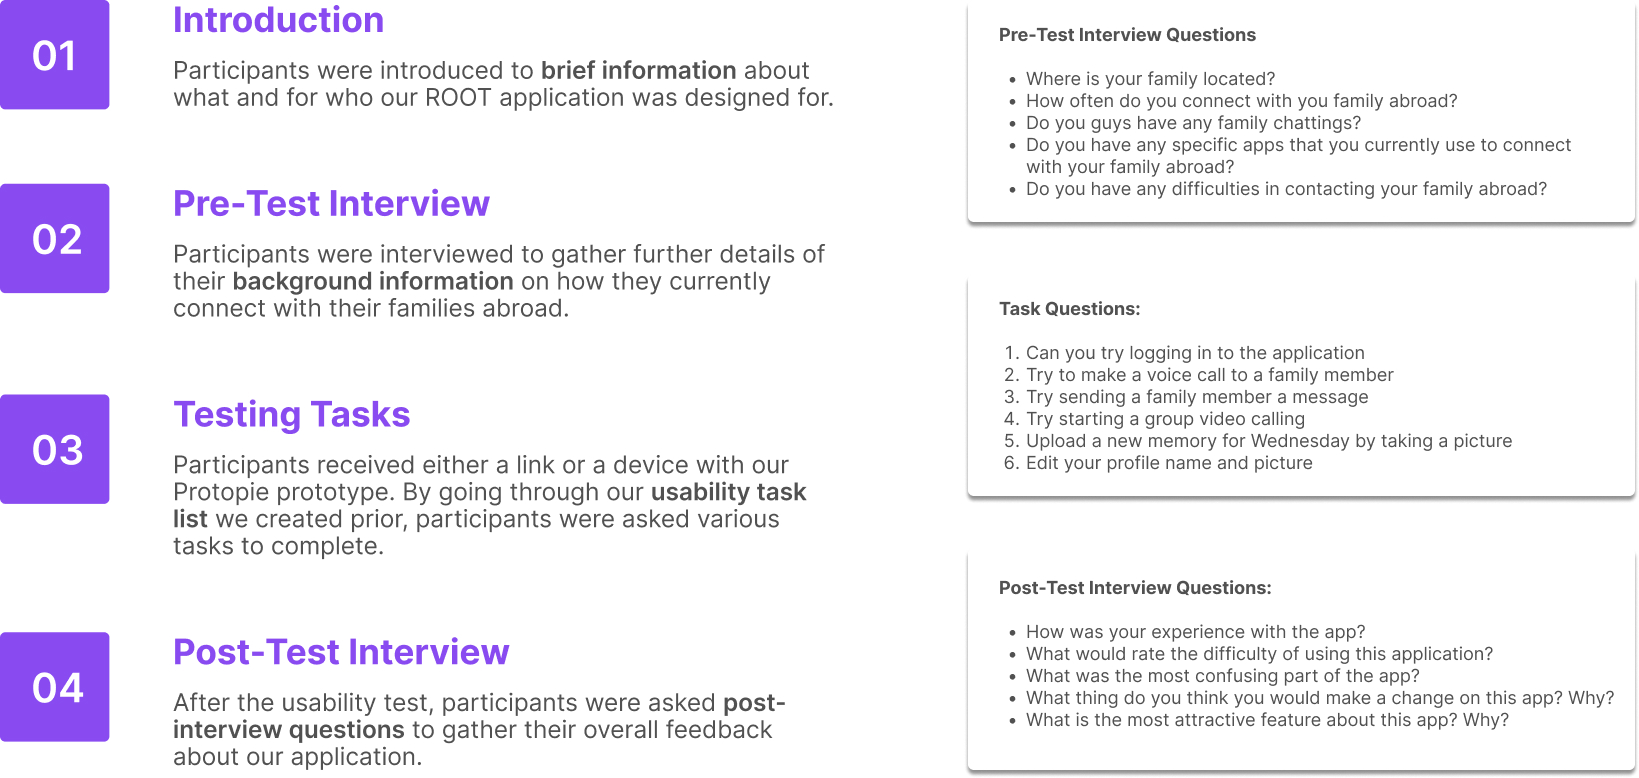 01
Introduction
Participants were introduced to brief information about
what and for who our ROOT application was designed for.
02
Pre-Test Interview
Participants were interviewed to gather further details of
their background information on how they currently
connect with their families abroad.
03
Testing Tasks
Participants received either a link or a device with our
Protopie prototype. By going through our usability task
list we created prior, participants were asked various
tasks to complete.
04
Post-Test Interview
After the usability test, participants were asked post-
interview questions to gather their overall feedback
about our application.
Pre-Test Interview Questions
• Where is your family located?
• How often do you connect with you family abroad?
• Do you guys have any family chattings?
• Do you have any specific apps that you currently use to connect
with your family abroad?
• Do you have any difficulties in contacting your family abroad?
Task Questions:
1. Can you try logging in to the application
2. Try to make a voice call to a family member
3. Try sending a family member a message
4. Try starting a group video calling
5. Upload a new memory for Wednesday by taking a picture
6. Edit your profile name and picture
Post-Test Interview Questions:
• How was your experience with the app?
• What would rate the difficulty of using this application?
• What was the most confusing part of the app?
• What thing do you think you would make a change on this app? Why?
• What is the most attractive feature about this app? Why?